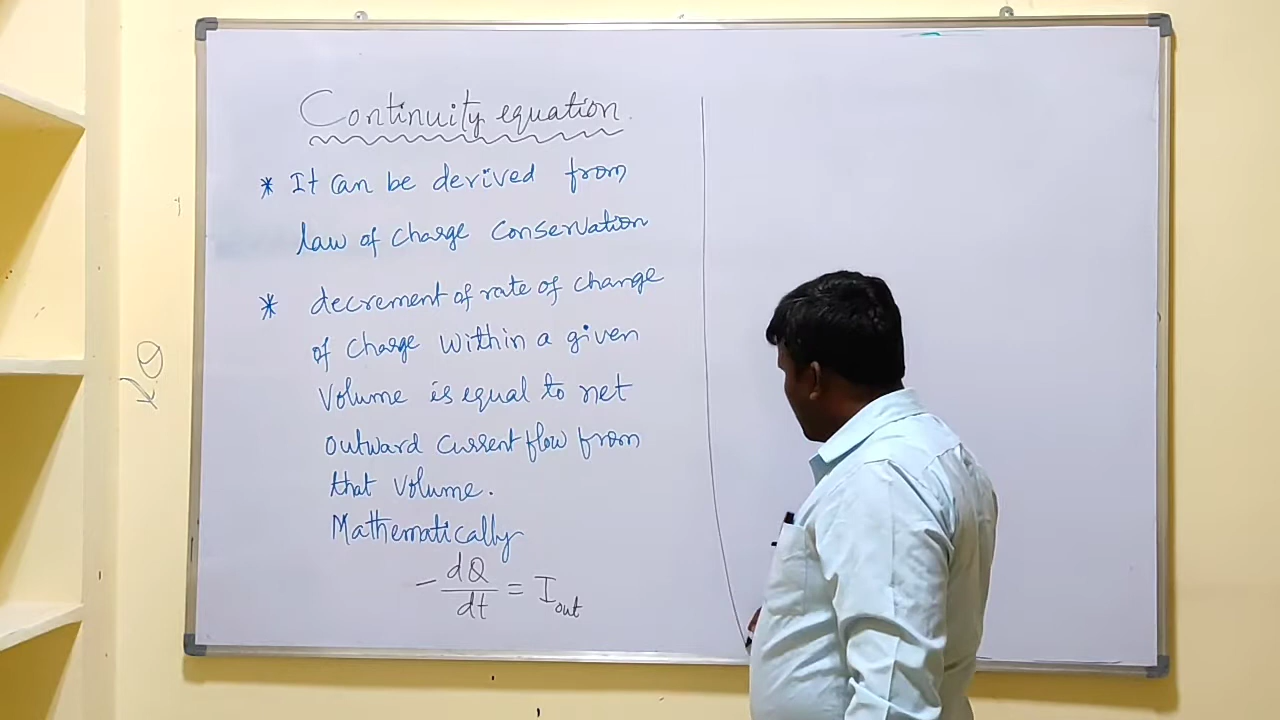 Continuity equation.
* It can be derived from
law of charge conservation
* decrement of rate of change
of charge within a given
volume is equal to net
outward current flow from
that volume.
Mathematically
- dQ/dt = I_out